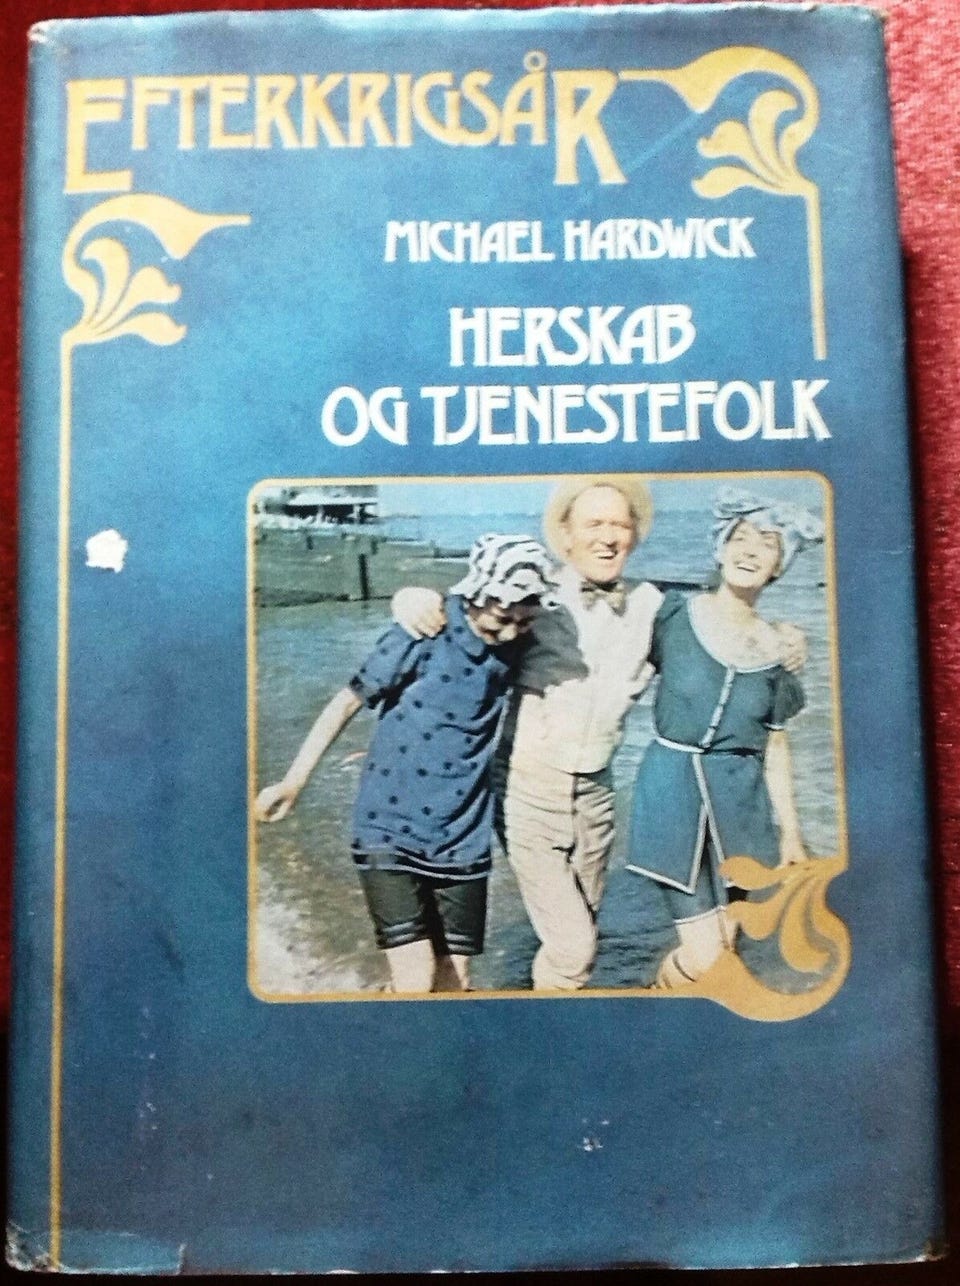 EFTERKRIGSÅR
MICHAEL HARDWICK
HERSKAB
OG TJENESTEFOLK